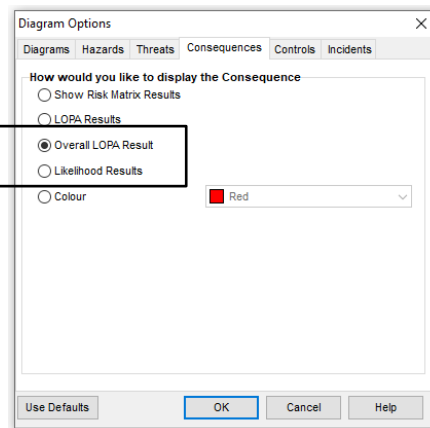 Diagram Options
Diagrams Hazards Threats Consequences Controls Incidents
How would you like to display the Consequence
Show Risk Matrix Results
LOPA Results
Overall LOPA Result
Likelihood Results
Colour Red
Use Defaults OK Cancel Help